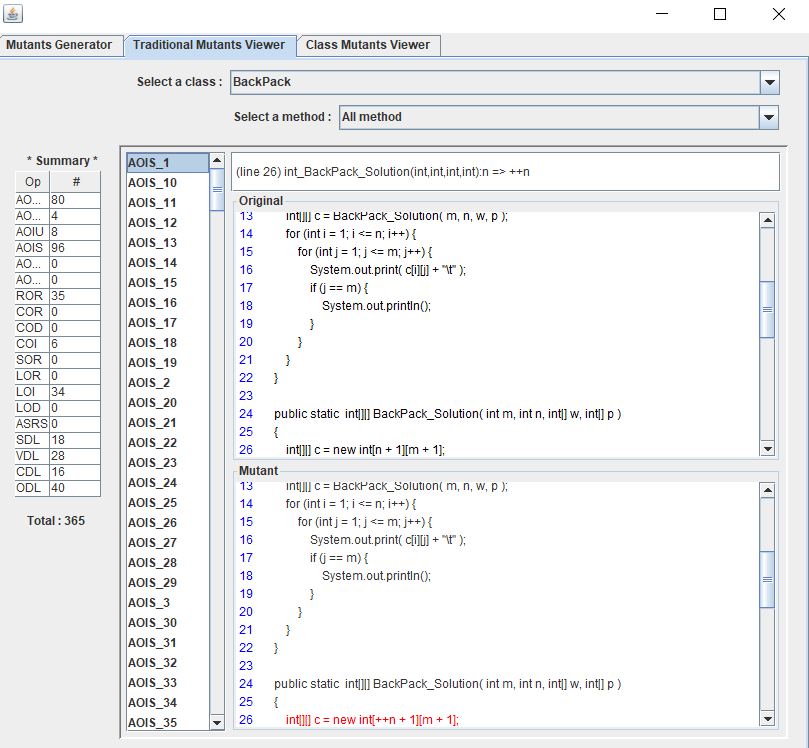 Mutants Generator Traditional Mutants Viewer Class Mutants Viewer
Select a class : BackPack
Select a method : All method
* Summary *
Op #
AO... 80
AO... 4
AOIU 8
AOIS 96
AO... 0
AO... 0
ROR 35
COR 0
COD 0
COI 6
SOR 0
LOR 0
LOI 34
LOD 0
ASRS 0
SDL 18
VDL 28
CDL 16
ODL 40
Total : 365
AOIS_1
AOIS_10
AOIS_11
AOIS_12
AOIS_13
AOIS_14
AOIS_15
AOIS_16
AOIS_17
AOIS_18
AOIS_19
AOIS_2
AOIS_20
AOIS_21
AOIS_22
AOIS_23
AOIS_24
AOIS_25
AOIS_26
AOIS_27
AOIS_28
AOIS_29
AOIS_3
AOIS_30
AOIS_31
AOIS_32
AOIS_33
AOIS_34
AOIS_35
(line 26) int_BackPack_Solution(int,int,int,int):n => ++n
Original
13 int[][] c = BackPack_Solution( m, n, w, p );
14 for (int i = 1; i <= n; i++) {
15 for (int j = 1; j <= m; j++) {
16 System.out.print( c[i][j] + "\t" );
17 if (j == m) {
18 System.out.println();
19 }
20 }
21 }
22 }
23
24 public static int[][] BackPack_Solution( int m, int n, int[] w, int[] p )
25 {
26 int[][] c = new int[n + 1][m + 1];
Mutant
13 int[][] c = BackPack_Solution( m, n, w, p );
14 for (int i = 1; i <= n; i++) {
15 for (int j = 1; j <= m; j++) {
16 System.out.print( c[i][j] + "\t" );
17 if (j == m) {
18 System.out.println();
19 }
20 }
21 }
22 }
23
24 public static int[][] BackPack_Solution( int m, int n, int[] w, int[] p )
25 {
26 int[][] c = new int[++n + 1][m + 1];